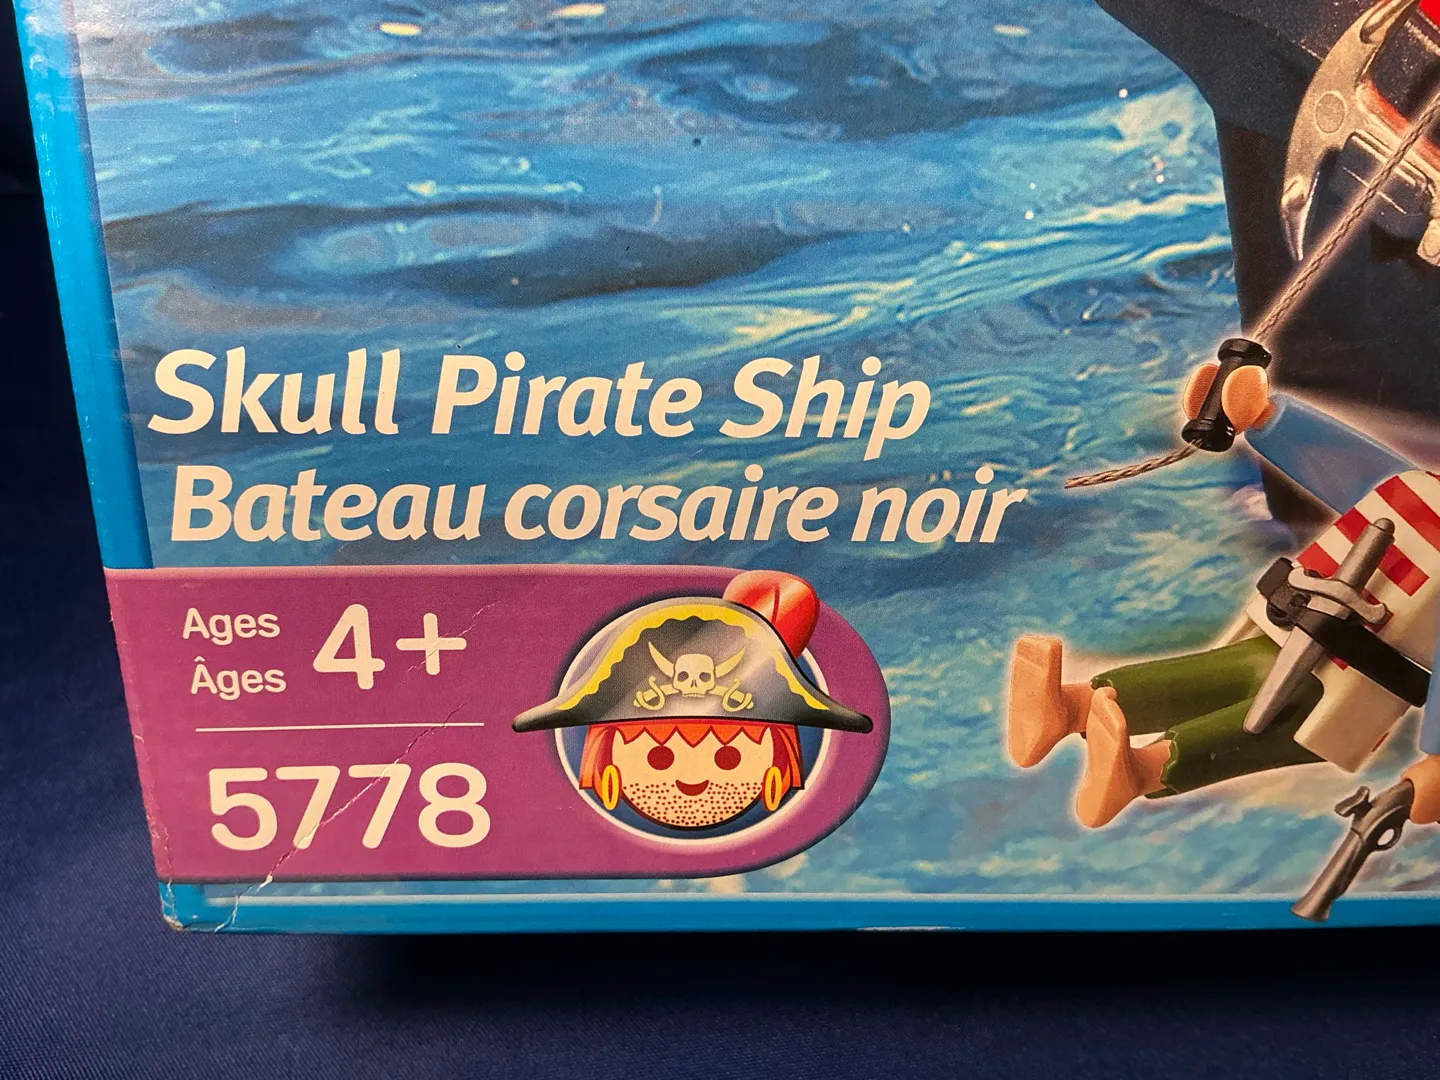 Skull Pirate Ship
Bateau corsaire noir
Ages
Âges
4+
5778